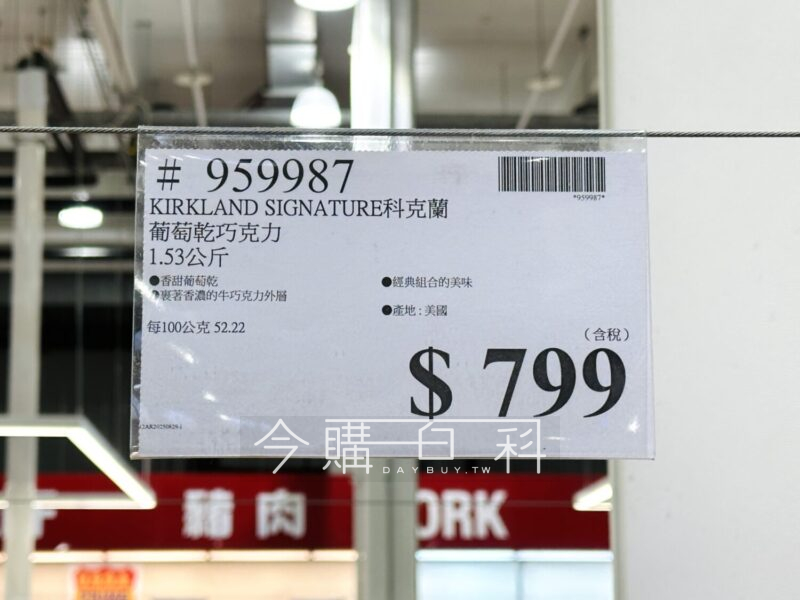 # 959987
*959987*
KIRKLAND SIGNATURE科克蘭
葡萄乾巧克力
1.53公斤
●香甜葡萄乾
●裹著香濃的牛巧克力外層
●經典組合的美味
●產地 : 美國
每100公克 52.22
（含稅）
$ 799
今購百科
DAYBUY.TW
豬肉
ORK